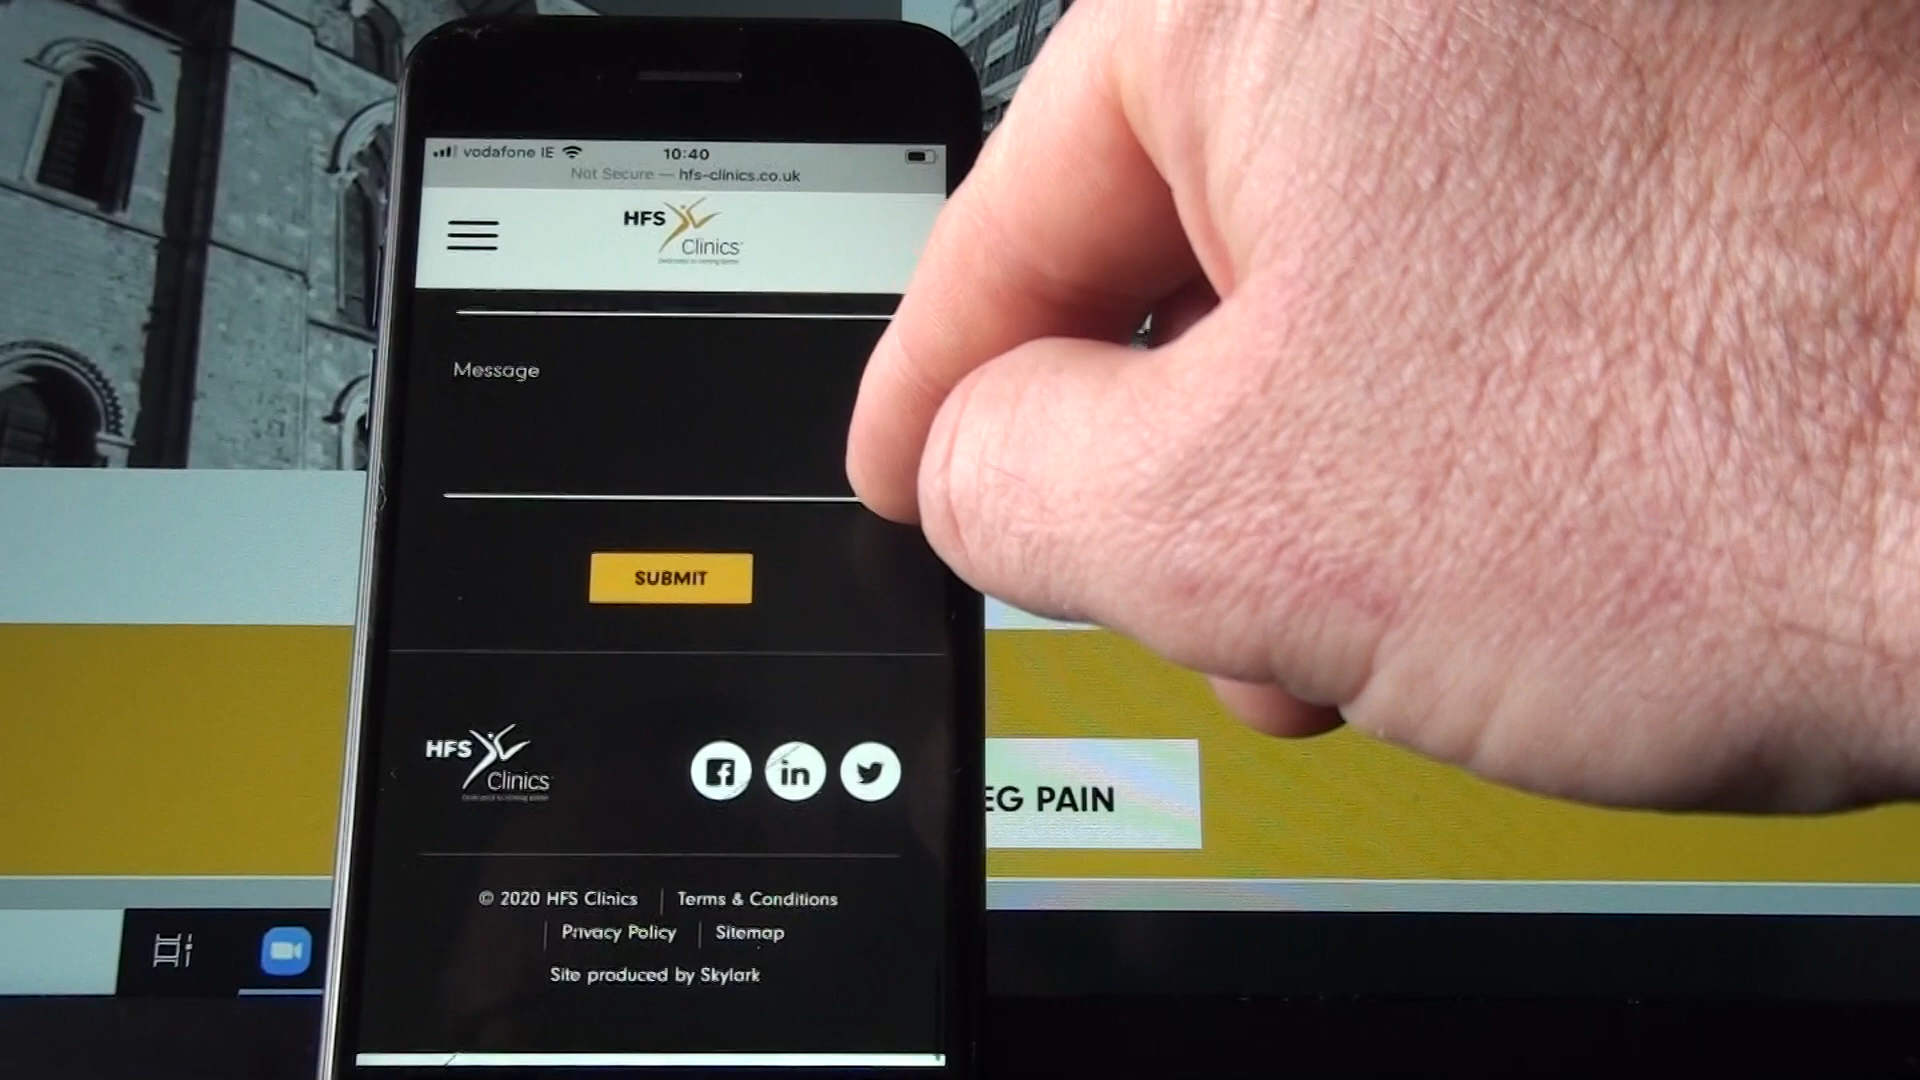 vodafone IE 10:40
Not Secure — hfs-clinics.co.uk
HFS
Clinics
Message
SUBMIT
HFS
Clinics
in
© 2020 HFS Clinics | Terms & Conditions
| Privacy Policy | Sitemap
Site produced by Skylark
EG PAIN